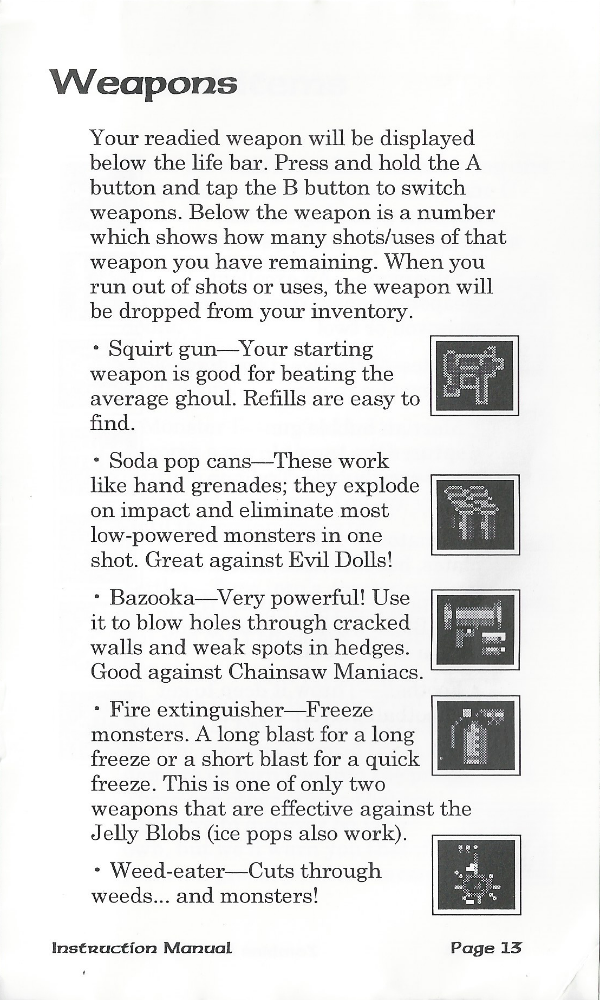 Weapons
Your readied weapon will be displayed
below the life bar. Press and hold the A
button and tap the B button to switch
weapons. Below the weapon is a number
which shows how many shots/uses of that
weapon you have remaining. When you
run out of shots or uses, the weapon will
be dropped from your inventory.
• Squirt gun—Your starting
weapon is good for beating the
average ghoul. Refills are easy to
find.
• Soda pop cans—These work
like hand grenades; they explode
on impact and eliminate most
low-powered monsters in one
shot. Great against Evil Dolls!
• Bazooka—Very powerful! Use
it to blow holes through cracked
walls and weak spots in hedges.
Good against Chainsaw Maniacs.
• Fire extinguisher—Freeze
monsters. A long blast for a long
freeze or a short blast for a quick
freeze. This is one of only two
weapons that are effective against the
Jelly Blobs (ice pops also work).
• Weed-eater—Cuts through
weeds... and monsters!
Instruction Manual Page 13